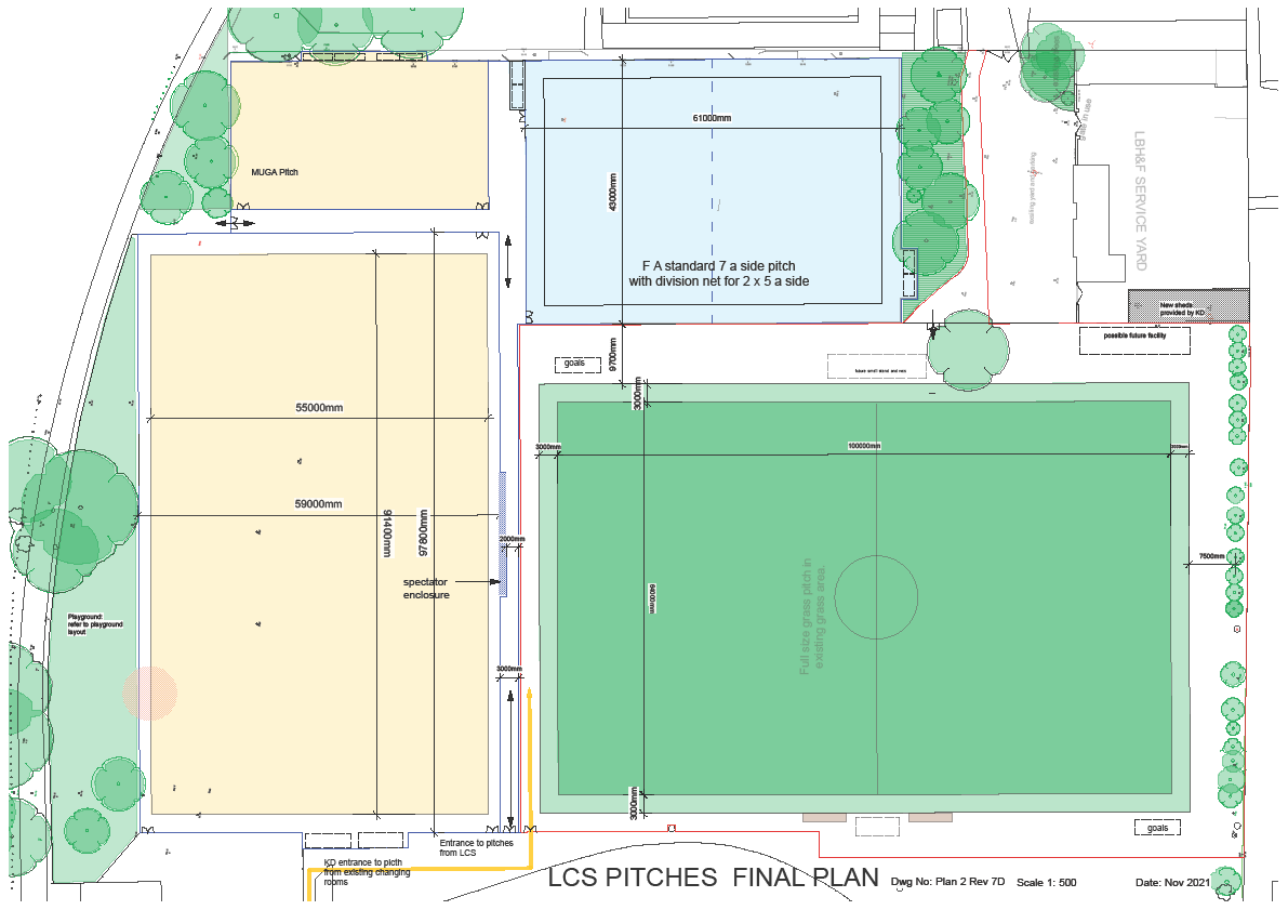 61000mm
43000mm
MUGA Pitch
F A standard 7 a side pitch
with division net for 2 x 5 a side
LBH&F SERVICE YARD
New sheds
provided by KD
possible future facility
goals
9700mm
3000mm
55000mm
3000mm
100000mm
59000mm
91400mm
97800mm
2000mm
7500mm
spectator
enclosure
64000mm
Full size grass pitch in
existing grass area.
Playground:
refer to playground
layout
3000mm
3000mm
goals
Entrance to pitches
from LCS
KD entrance to picth
from existing changing
rooms
LCS PITCHES FINAL PLAN
Dwg No: Plan 2 Rev 7D
Scale 1: 500
Date: Nov 2021